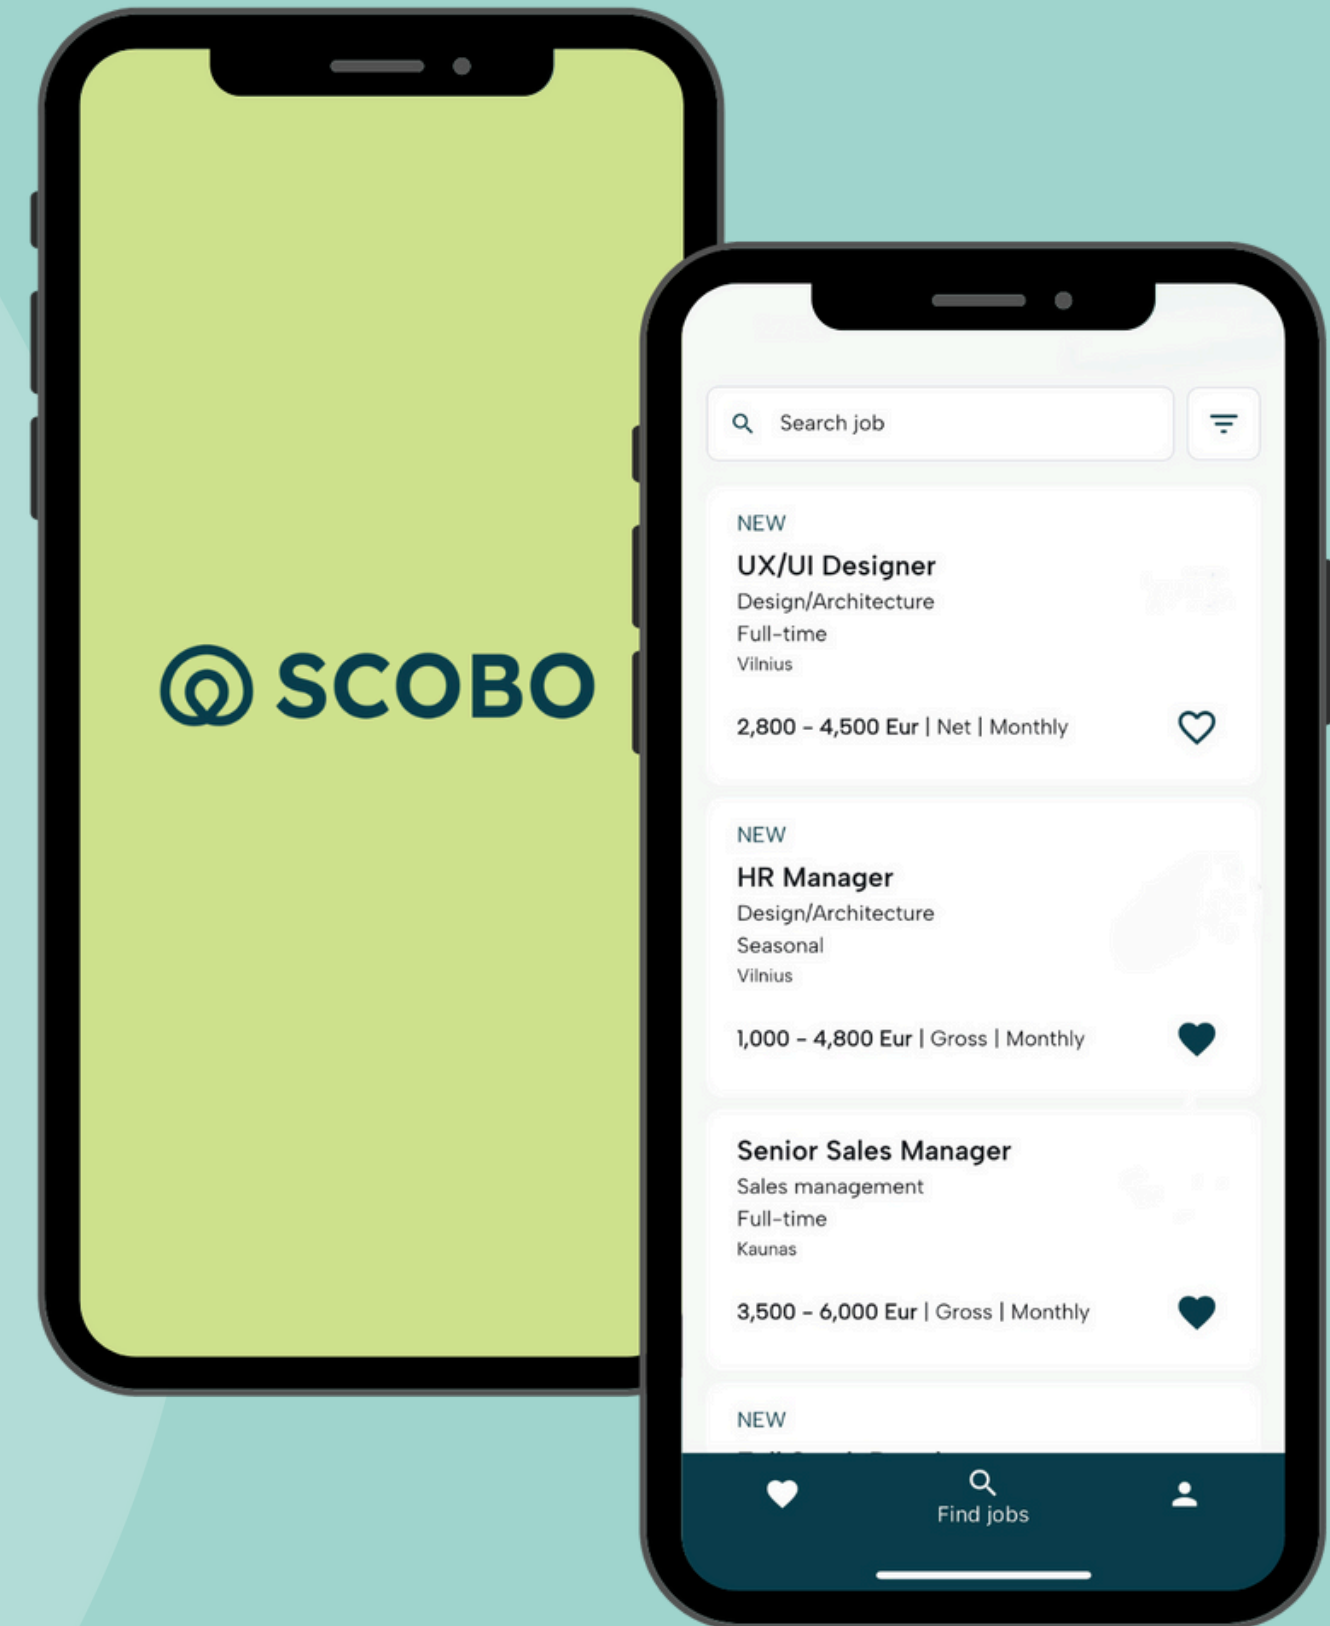 SCOBO
Search job
NEW
UX/UI Designer
Design/Architecture
Full-time
Vilnius
2,800 - 4,500 Eur | Net | Monthly
NEW
HR Manager
Design/Architecture
Seasonal
Vilnius
1,000 - 4,800 Eur | Gross | Monthly
Senior Sales Manager
Sales management
Full-time
Kaunas
3,500 - 6,000 Eur | Gross | Monthly
NEW
Find jobs